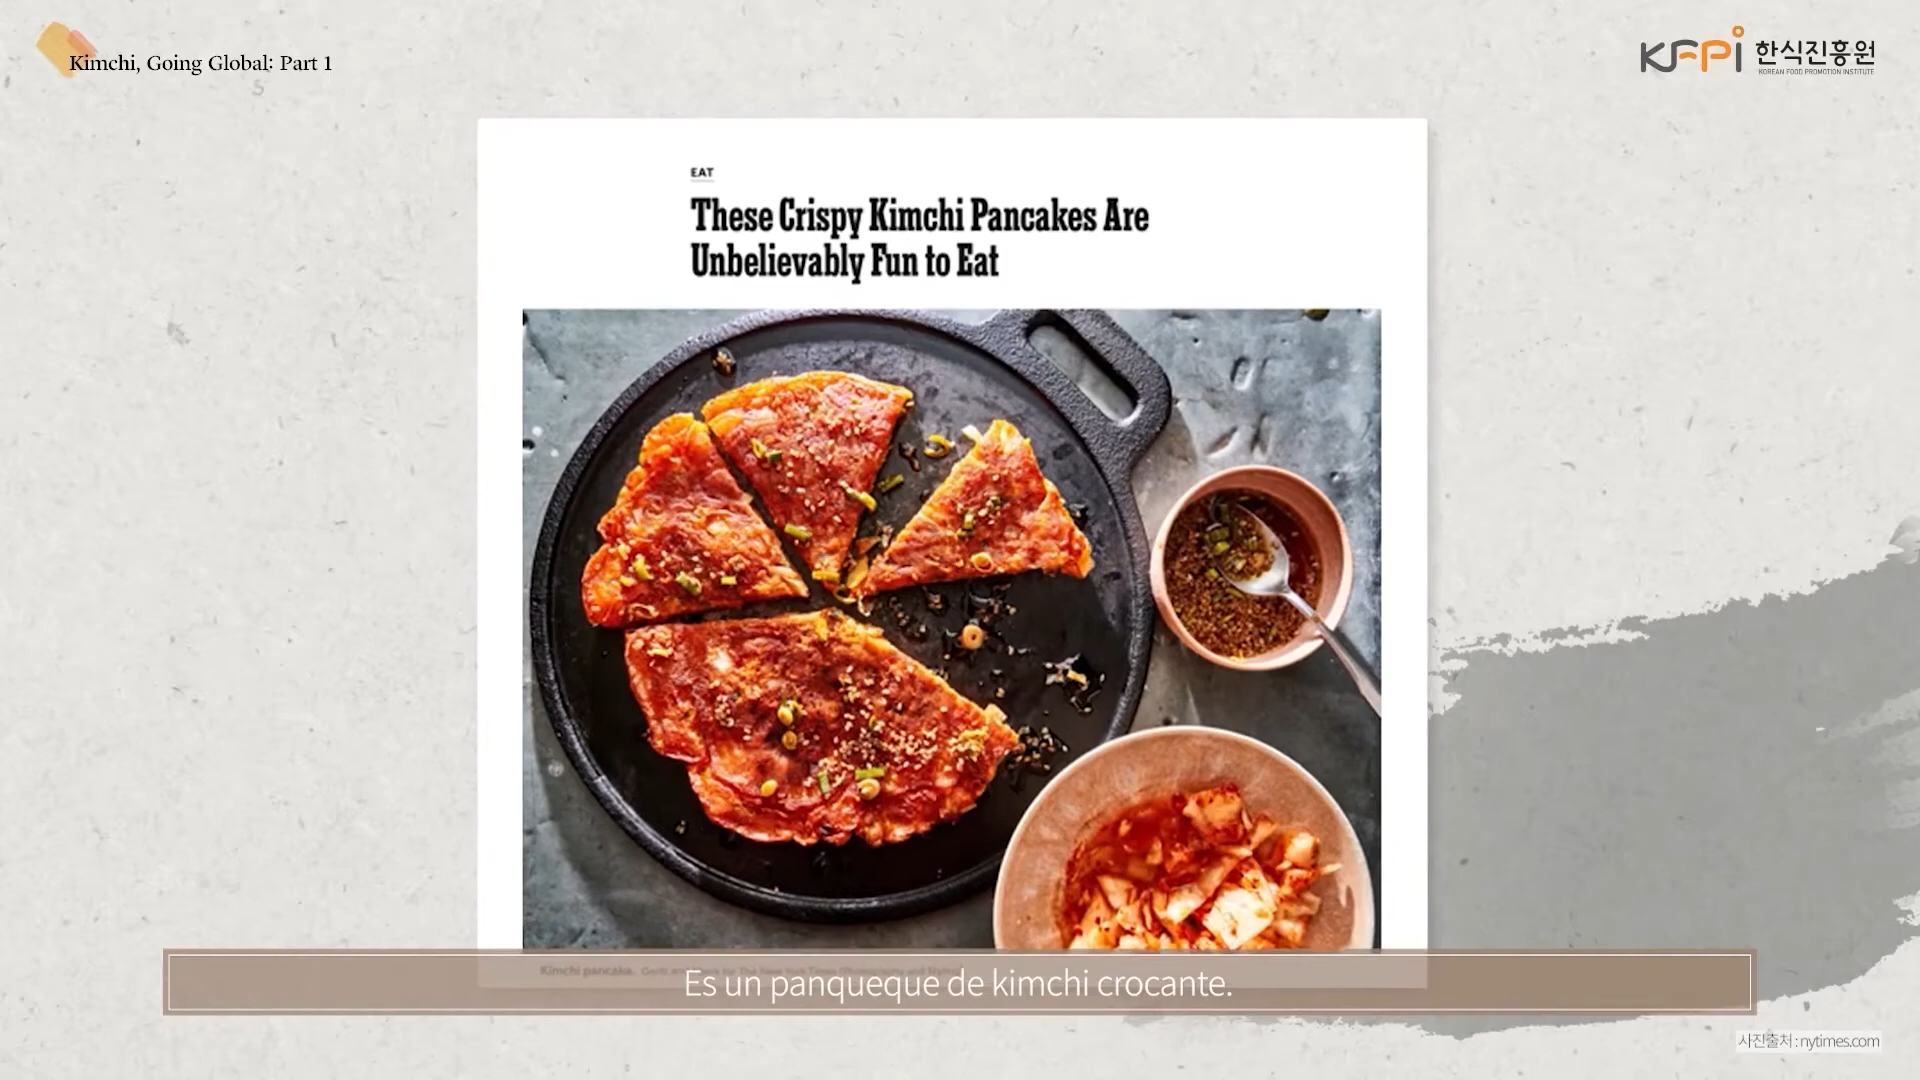 Kimchi, Going Global: Part 1
KFPI 한식진흥원
KOREAN FOOD PROMOTION INSTITUTE
EAT
These Crispy Kimchi Pancakes Are
Unbelievably Fun to Eat
Kimchi pancake.
Es un panqueque de kimchi crocante.
사진출처 : nytimes.com